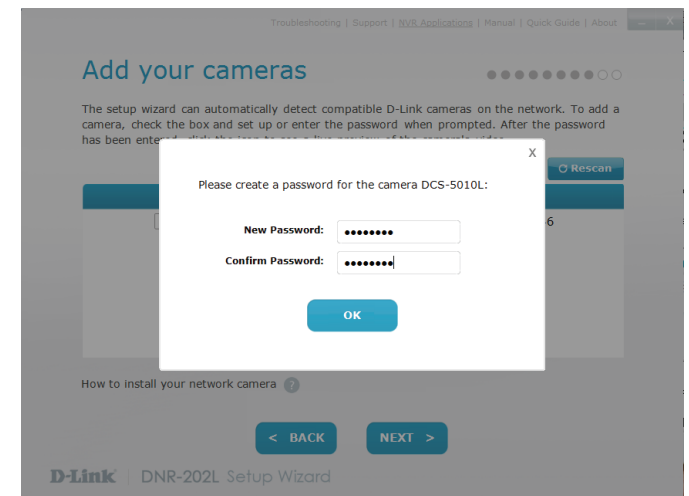 Troubleshooting | Support | NVR Applications | Manual | Quick Guide | About
Add your cameras
The setup wizard can automatically detect compatible D-Link cameras on the network. To add a
camera, check the box and set up or enter the password when prompted. After the password
has been
X
Rescan
Please create a password for the camera DCS-5010L:
6
New Password: ●●●●●●●●
Confirm Password: ●●●●●●●●
OK
How to install your network camera ?
< BACK NEXT >
D-Link | DNR-202L Setup Wizard